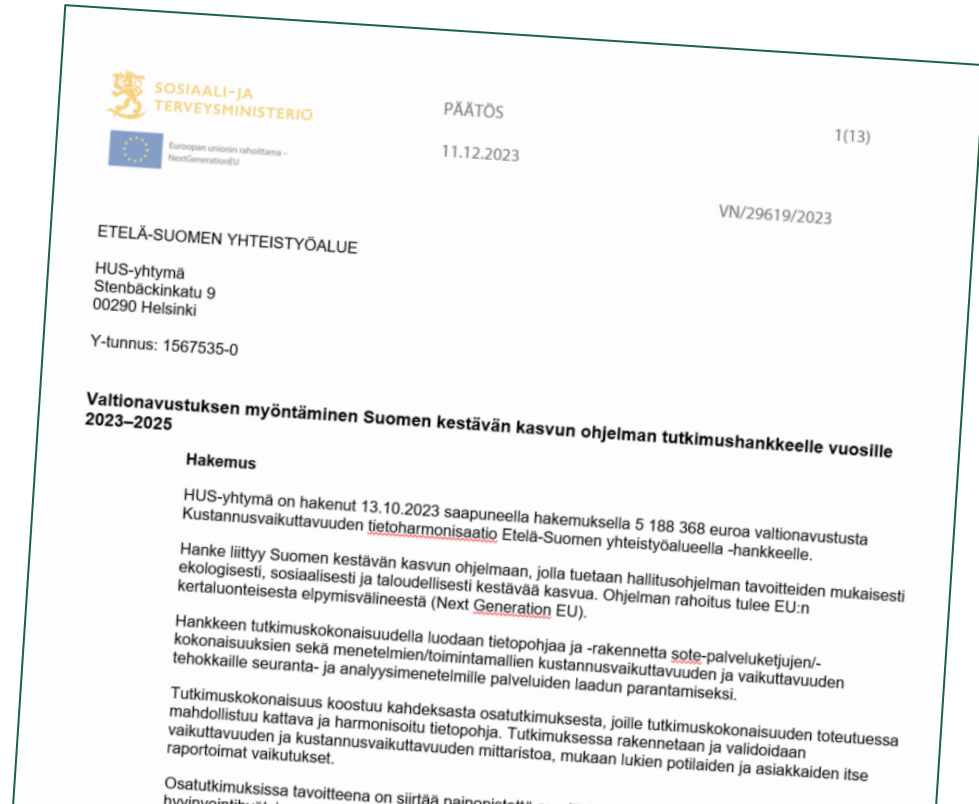 SOSIAALI-JA
TERVEYSMINISTERIÖ
Euroopan unionin rahoittama –
NextGenerationEU
PÄÄTÖS
11.12.2023
1(13)
VN/29619/2023
ETELÄ-SUOMEN YHTEISTYÖALUE
HUS-yhtymä
Stenbäckinkatu 9
00290 Helsinki
Y-tunnus: 1567535-0
Valtionavustuksen myöntäminen Suomen kestävän kasvun ohjelman tutkimushankkeelle vuosille
2023–2025
Hakemus
HUS-yhtymä on hakenut 13.10.2023 saapuneella hakemuksella 5 188 368 euroa valtionavustusta
Kustannusvaikuttavuuden tietoharmonisaatio Etelä-Suomen yhteistyöalueella -hankkeelle.
Hanke liittyy Suomen kestävän kasvun ohjelmaan, jolla tuetaan hallitusohjelman tavoitteiden mukaisesti
ekologisesti, sosiaalisesti ja taloudellisesti kestävää kasvua. Ohjelman rahoitus tulee EU:n
kertaluonteisesta elpymisvälineestä (Next Generation EU).
Hankkeen tutkimuskokonaisuudella luodaan tietopohjaa ja -rakennetta sote-palveluketjujen/-
kokonaisuuksien sekä menetelmien/toimintamallien kustannusvaikuttavuuden ja vaikuttavuuden
tehokkaille seuranta- ja analyysimenetelmille palveluiden laadun parantamiseksi.
Tutkimuskokonaisuus koostuu kahdeksasta osatutkimuksesta, joille tutkimuskokonaisuuden toteutuessa
mahdollistuu kattava ja harmonisoitu tietopohja. Tutkimuksessa rakennetaan ja validoidaan
vaikuttavuuden ja kustannusvaikuttavuuden mittaristoa, mukaan lukien potilaiden ja asiakkaiden itse
raportoimat vaikutukset.
Osatutkimuksissa tavoitteena on siirtää